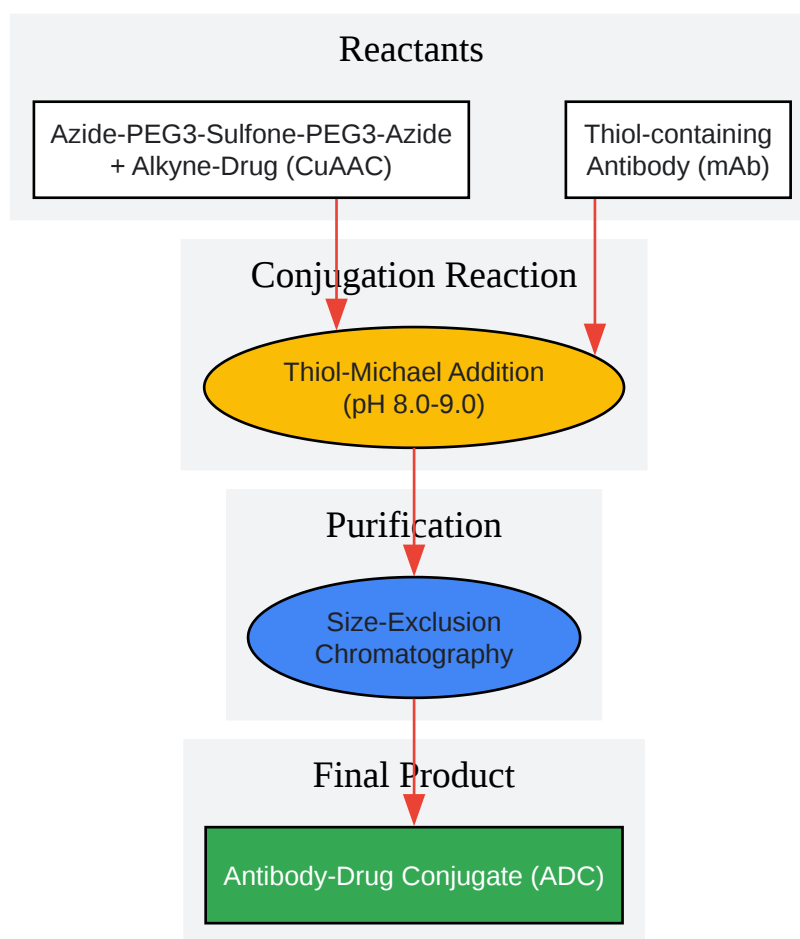 Reactants
Azide-PEG3-Sulfone-PEG3-Azide
+ Alkyne-Drug (CuAAC)
Thiol-containing
Antibody (mAb)
Conjugation Reaction
Thiol-Michael Addition
(pH 8.0-9.0)
Purification
Size-Exclusion
Chromatography
Final Product
Antibody-Drug Conjugate (ADC)